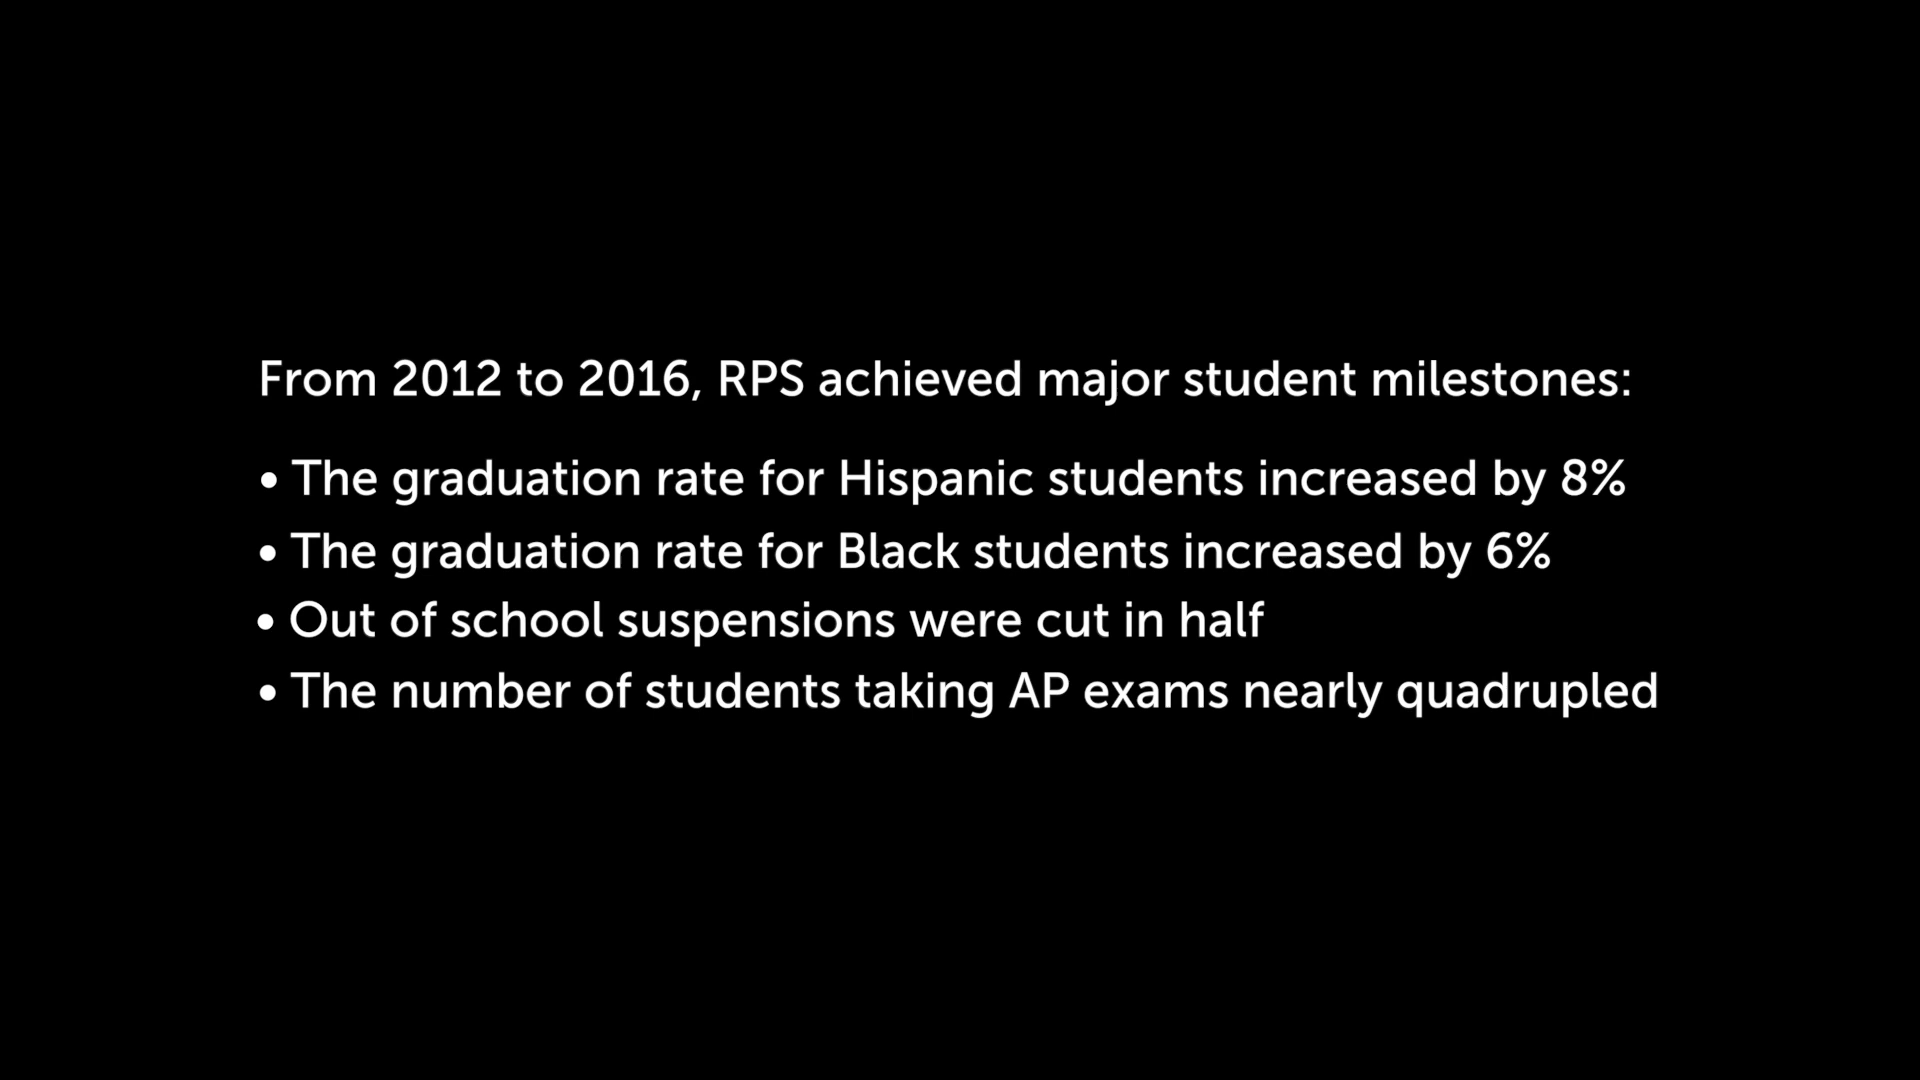 From 2012 to 2016, RPS achieved major student milestones:
• The graduation rate for Hispanic students increased by 8%
• The graduation rate for Black students increased by 6%
• Out of school suspensions were cut in half
• The number of students taking AP exams nearly quadrupled